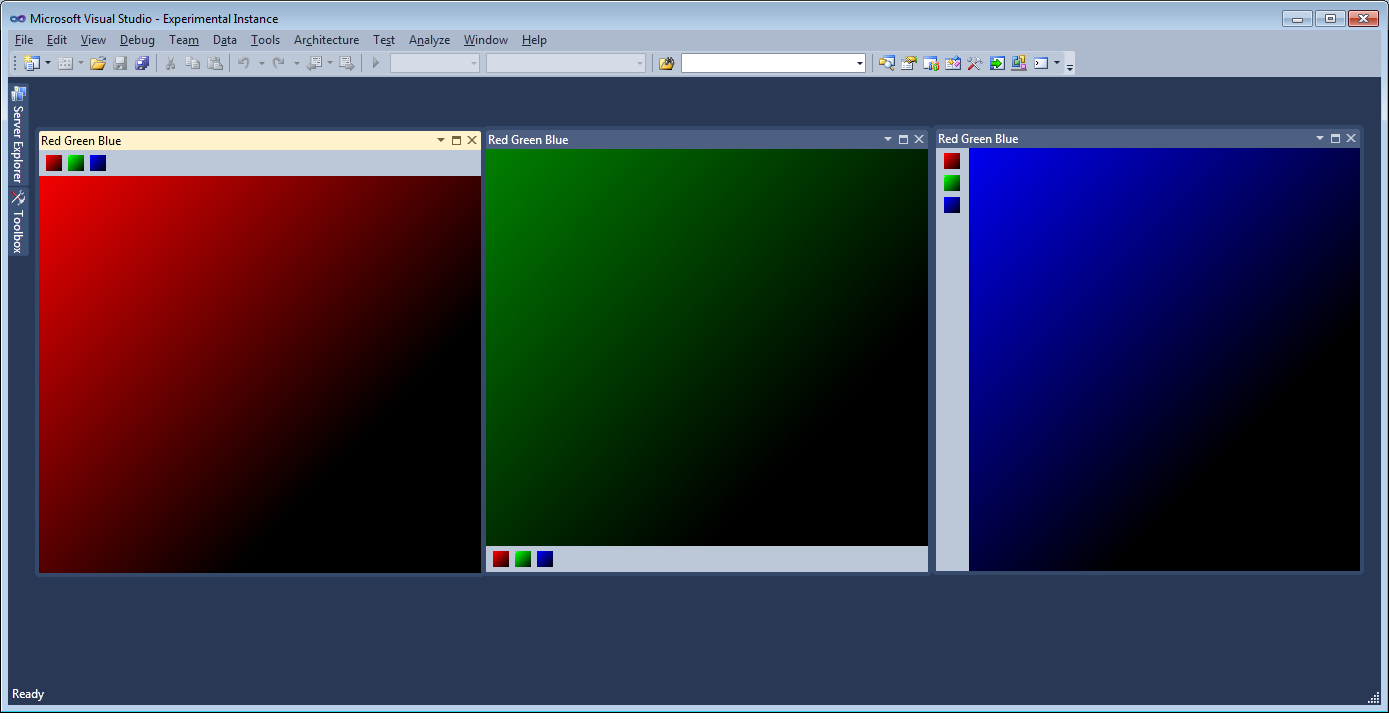 Microsoft Visual Studio - Experimental Instance
File Edit View Debug Team Data Tools Architecture Test Analyze Window Help
Server Explorer
Toolbox
Red Green Blue
Red Green Blue
Red Green Blue
Ready